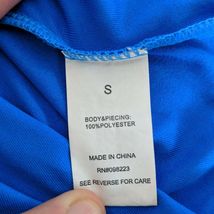 S
BODY&PIECING:
100%POLYESTER
MADE IN CHINA
RN#098223
SEE REVERSE FOR CARE